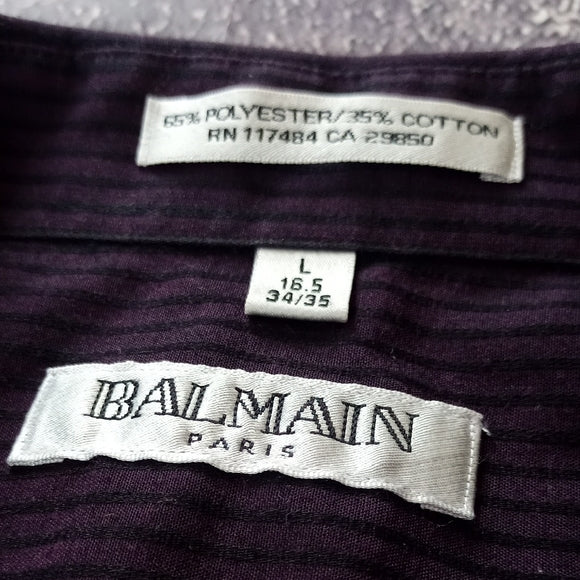 65% POLYESTER/35% COTTON
RN 117484 CA 29850
L
16.5
34/35
BALMAIN
PARIS